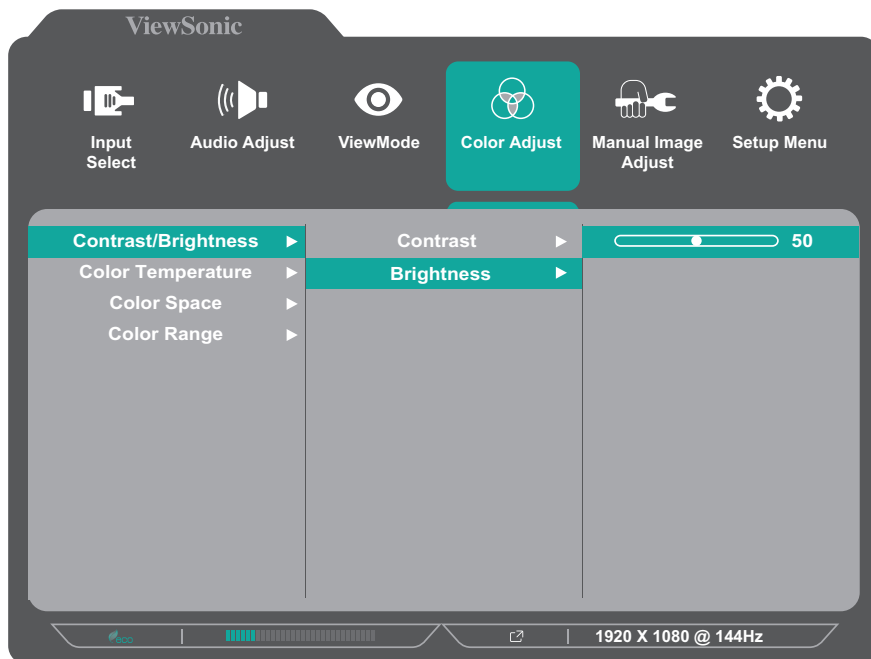 ViewSonic
Input Select
Audio Adjust
ViewMode
Color Adjust
Manual Image Adjust
Setup Menu
Contrast/Brightness
Contrast
50
Color Temperature
Brightness
Color Space
Color Range
eco
1920 X 1080 @ 144Hz